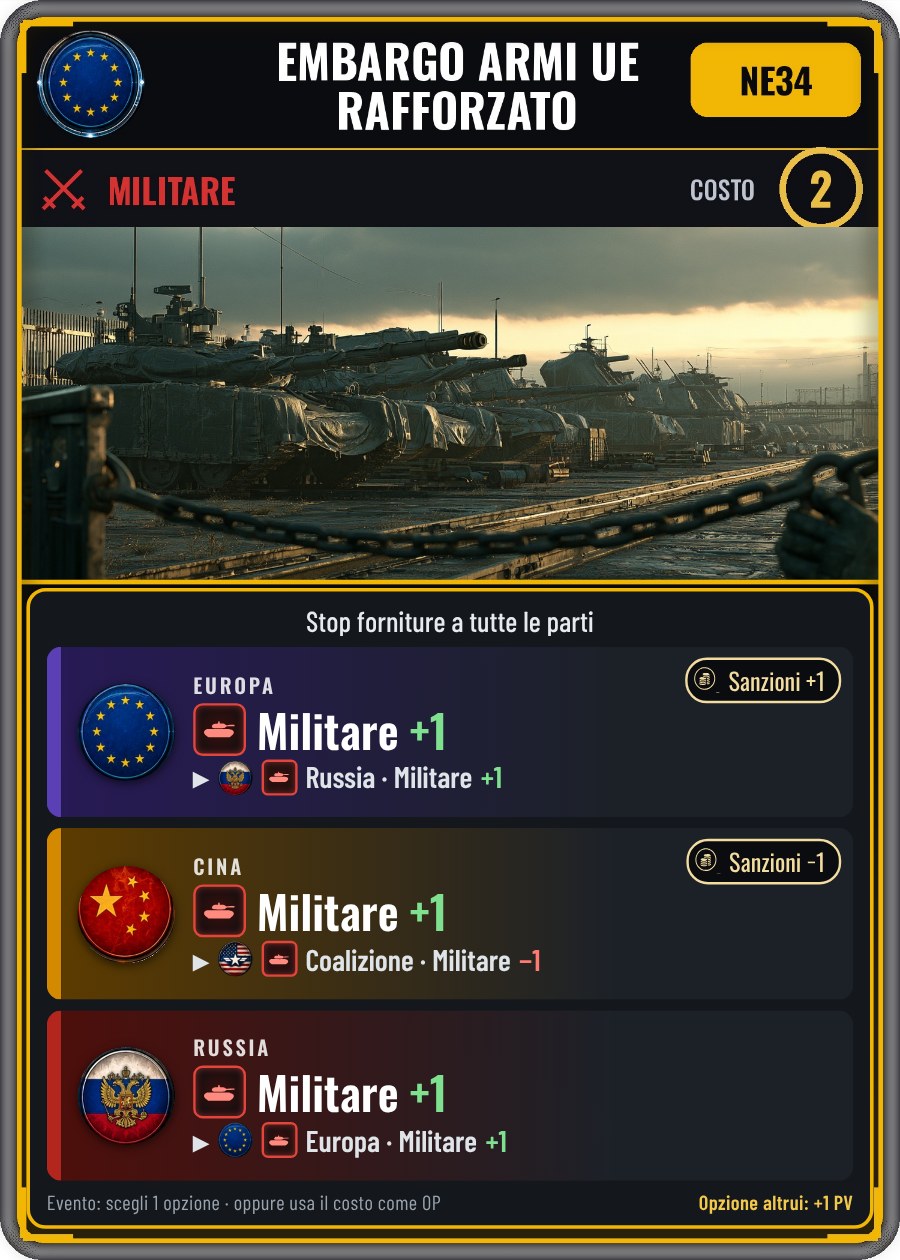 EMBARGO ARMI UE
RAFFORZATO
NE34
MILITARE
COSTO
2
Stop forniture a tutte le parti
EUROPA
Sanzioni +1
Militare +1
▶ Russia · Militare +1
CINA
Sanzioni −1
Militare +1
▶ Coalizione · Militare −1
RUSSIA
Militare +1
▶ Europa · Militare +1
Evento: scegli 1 opzione · oppure usa il costo come OP
Opzione altrui: +1 PV